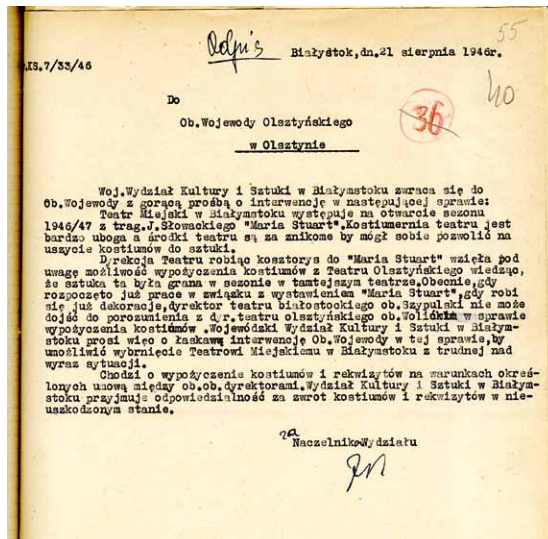 55
Odpis
Białystok,dn.21 sierpnia 1946r.
KS.7/33/46
40
Do
36
Ob.Wojewody Olsztyńskiego
w Olsztynie
Woj.Wydział Kultury i Sztuki w Białymstoku zwraca się do
Ob.Wojewody z gorącą prośbą o interwencję w następującej sprawie:
Teatr Miejski w Białymstoku występuje na otwarcie sezonu
1946/47 z trag.J.Słowackiego "Maria Stuart".Kostiumernia teatru jest
bardzo uboga a środki teatru są za znikome by mógł sobie pozwolić na
uszycie kostiumów do sztuki.
Dyrekcja Teatru robiąc kosztorys do "Maria Stuart" wzięła pod
uwagę możliwość wypożyczenia kostiumów z Teatru Olsztyńskiego wiedząc,
że sztuka ta była grana w sezonie w tamtejszem teatrze.Obecnie,gdy
rozpoczęto już prace w związku z wystawieniem "Maria Stuart",gdy robi
się już dekoracje,dyrektor teatru białostockiego ob.Szypulski nie może
dojść do porozumienia z dyr.teatru olsztyńskiego ob.Wolickim w sprawie
wypożyczenia kostiumów .Wojewódzki Wydział Kultury i Sztuki w Białym-
stoku prosi więc o łaskawą interwencję Ob.Wojewody w tej sprawie,by
umożliwić wybrnięcie Teatrowi Miejskiemu w Białymstoku z trudnej nad
wyraz sytuacji.
Chodzi o wypożyczenie kostiumów i rekwizytów na warunkach okreś-
lonych umową między ob.ob.dyrektorami.Wydział Kultury i Sztuki w Białym-
stoku przyjmuje odpowiedzialność za zwrot kostiumów i rekwizytów w nie-
uszkodzonym stanie.
za
Naczelnik Wydziału